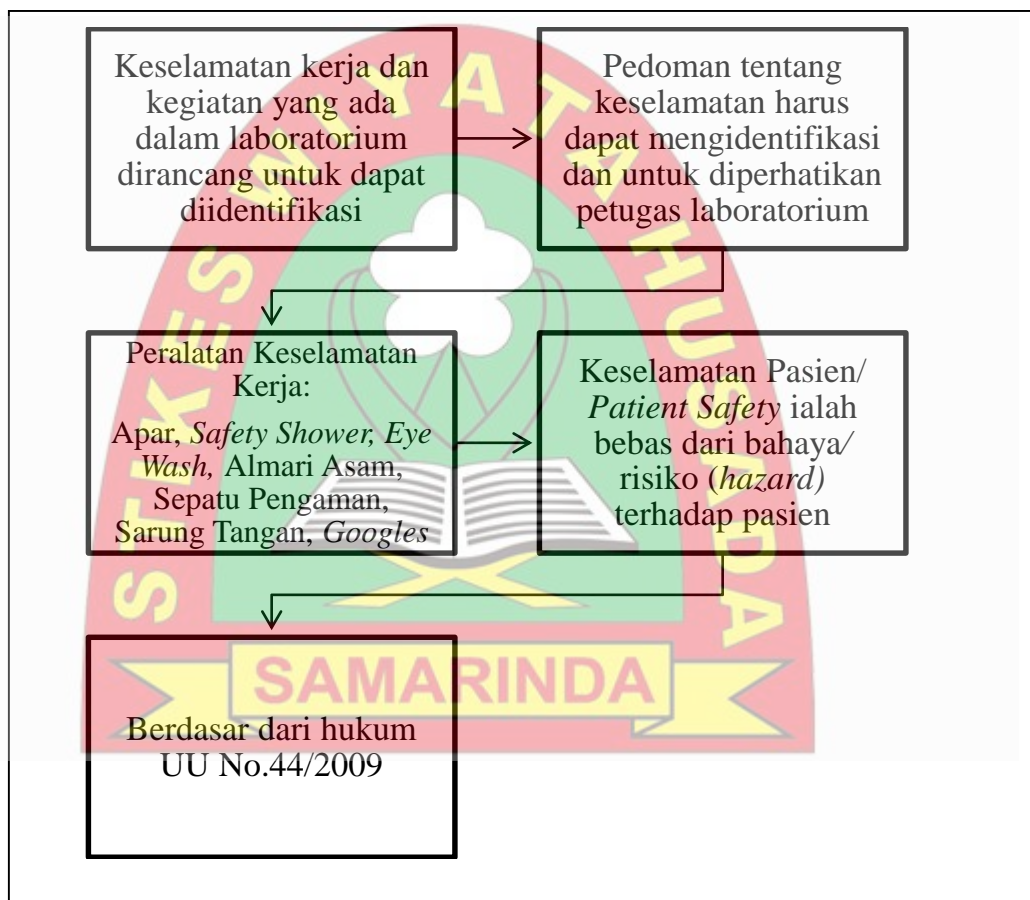 Keselamatan kerja dan
kegiatan yang ada
dalam laboratorium
dirancang untuk dapat
diidentifikasi
Pedoman tentang
keselamatan harus
dapat mengidentifikasi
dan untuk diperhatikan
petugas laboratorium
Peralatan Keselamatan
Kerja:
Apar, Safety Shower, Eye
Wash, Almari Asam,
Sepatu Pengaman,
Sarung Tangan, Googles
Keselamatan Pasien/
Patient Safety ialah
bebas dari bahaya/
risiko (hazard)
terhadap pasien
Berdasar dari hukum
UU No.44/2009
STIKES WIYATA HUSADA
SAMARINDA